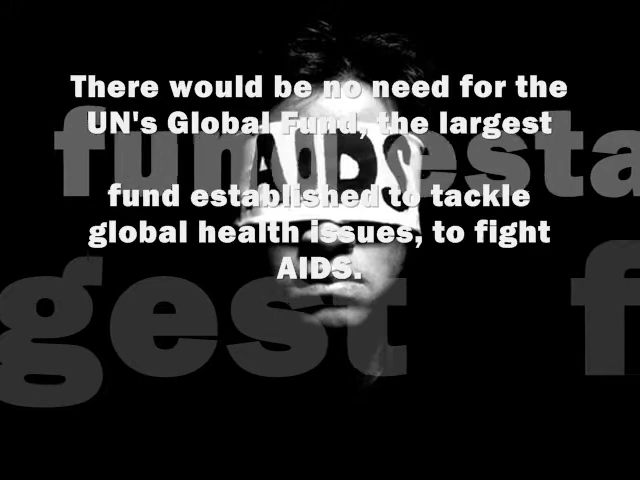 There would be no need for the
UN's Global Fund, the largest
fund esta
AIDS
fund established to tackle
global health issues, to fight
AIDS.
gest f